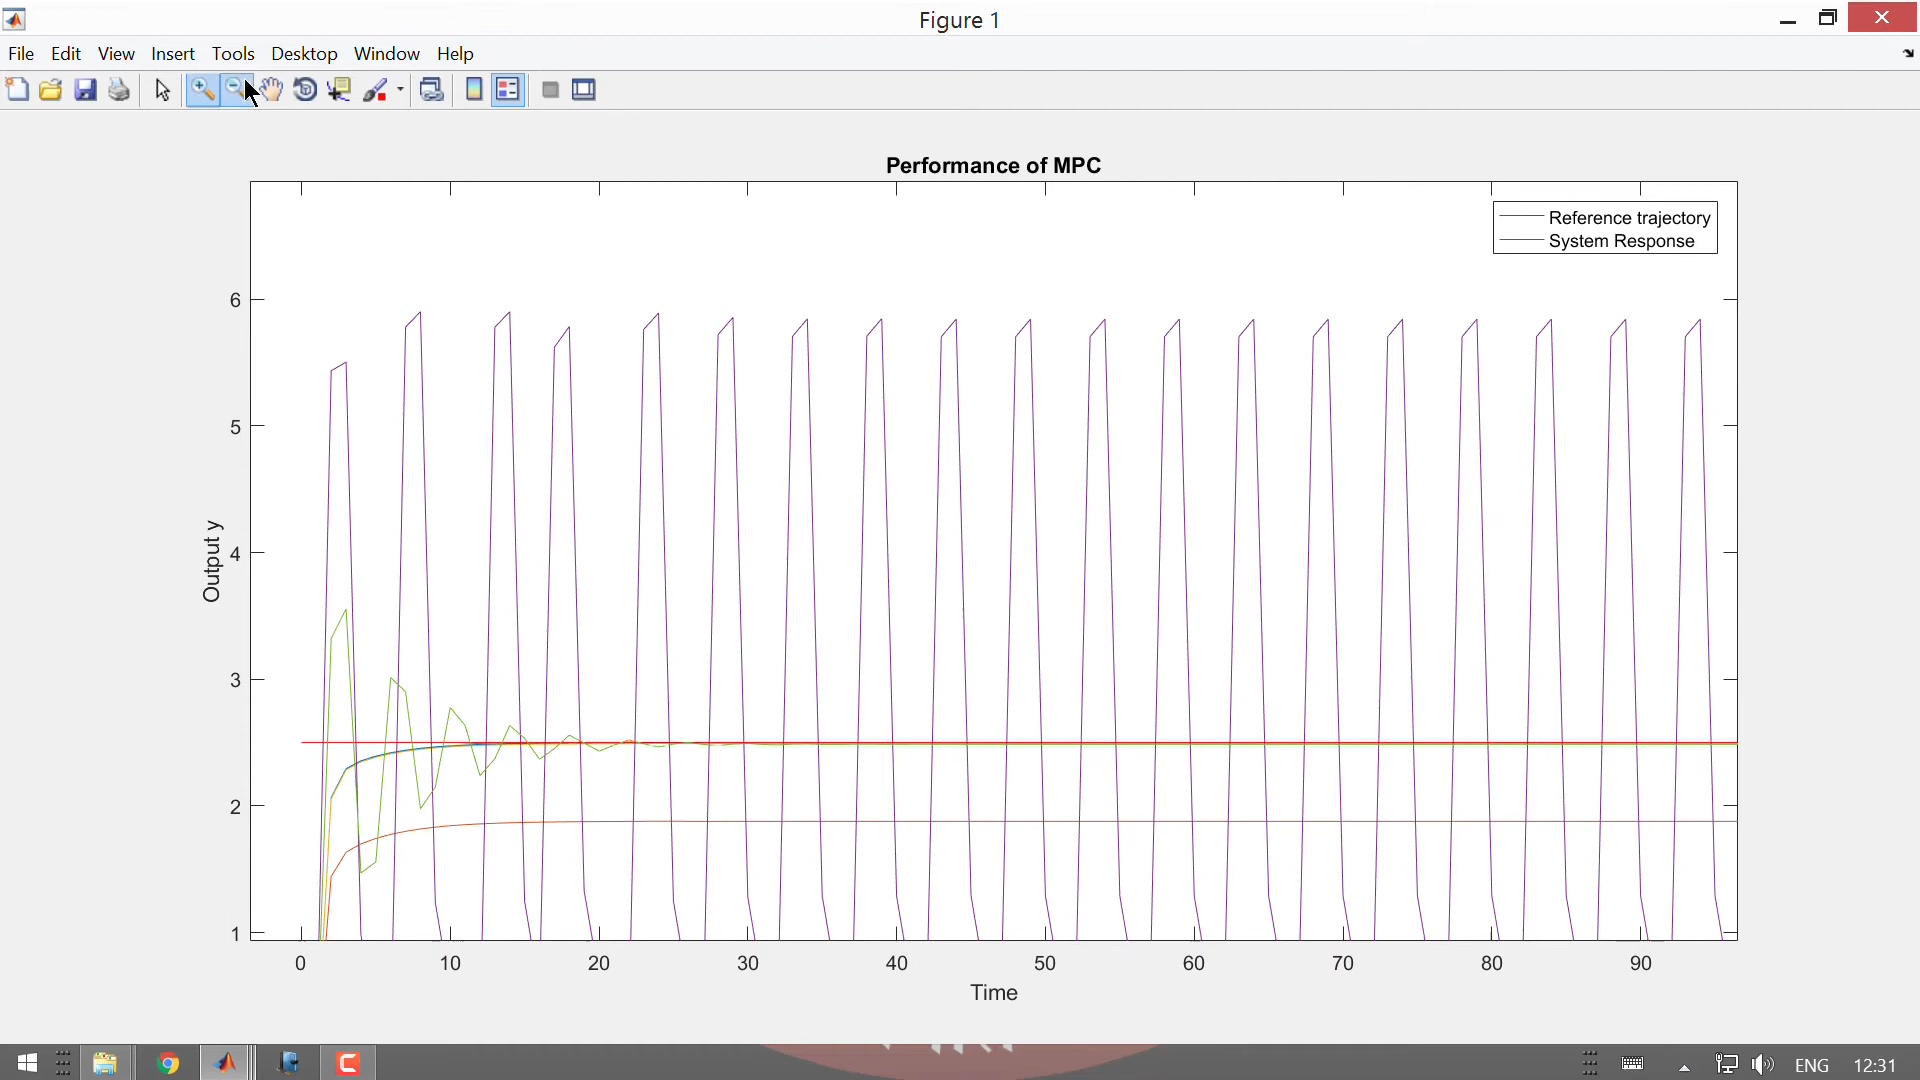 Figure 1
File Edit View Insert Tools Desktop Window Help
Performance of MPC
Reference trajectory
System Response
6
5
4
3
2
1
Output y
0 10 20 30 40 50 60 70 80 90
Time
ENG 12:31